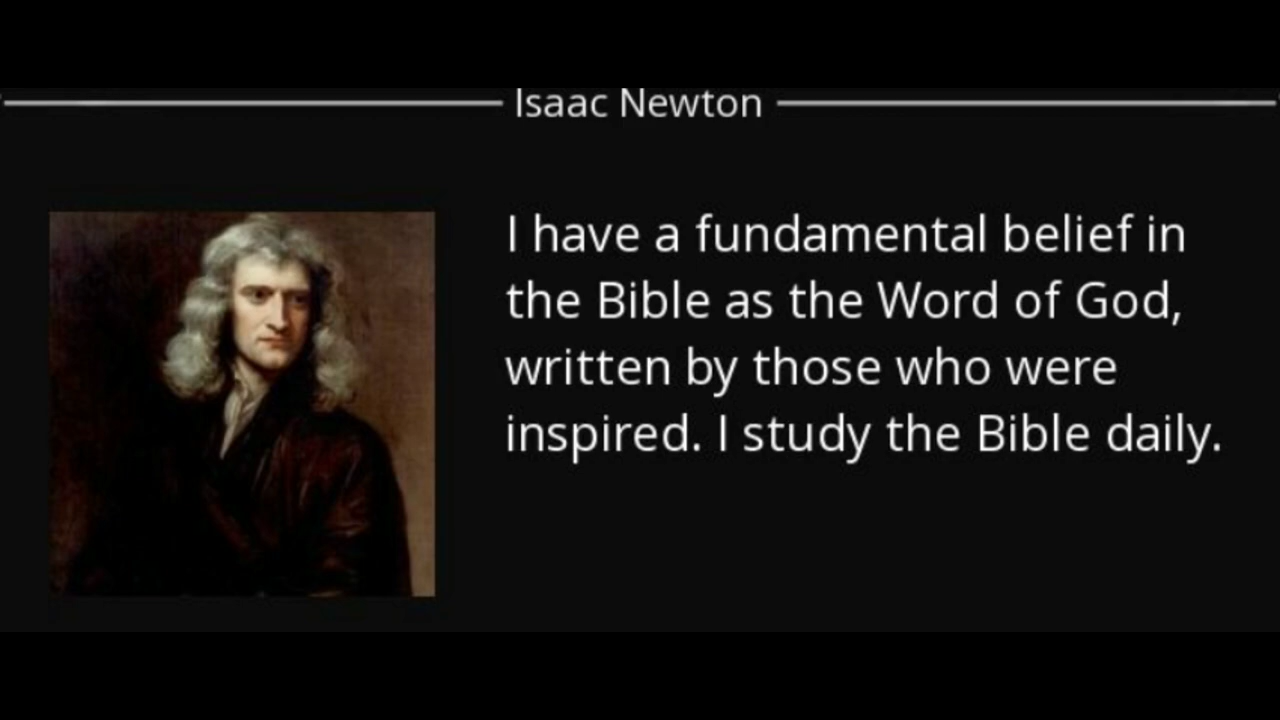 Isaac Newton
I have a fundamental belief in
the Bible as the Word of God,
written by those who were
inspired. I study the Bible daily.